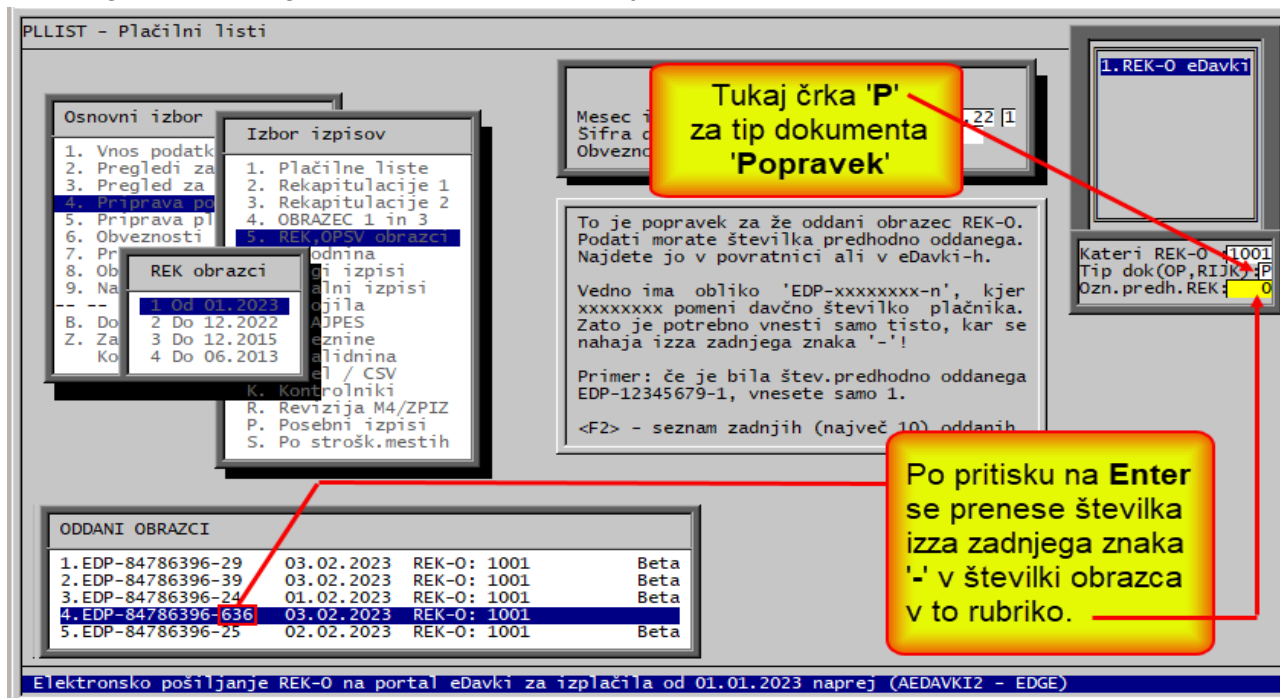 PLLIST - Plačilni listi
1.REK-O eDavki
Tukaj črka 'P'
za tip dokumenta
'Popravek'
Mesec i
,22 1
Šifra d
Obvezno
Osnovni izbor
1. Vnos podatk
2. Pregledi za
3. Pregled za
4. Priprava po
5. Priprava pl
6. Obveznosti
7. Pr
8. Ob
9. Na
-- --
B. Do
Z. Za
Ko
Izbor izpisov
1. Plačilne liste
2. Rekapitulacije 1
3. Rekapitulacije 2
4. OBRAZEC 1 in 3
5. REK,OPSV obrazci
odnina
gi izpisi
alni izpisi
ojila
AJPES
eznine
alidnina
el / CSV
K. Kontrolniki
R. Revizija M4/ZPIZ
P. Posebni izpisi
S. Po strošk.mestih
REK obrazci
1 Od 01.2023
2 Do 12.2022
3 Do 12.2015
4 Do 06.2013
To je popravek za že oddani obrazec REK-O.
Podati morate številka predhodno oddanega.
Najdete jo v povratnici ali v eDavki-h.
Vedno ima obliko 'EDP-xxxxxxxx-n', kjer
xxxxxxxx pomeni davčno številko plačnika.
Zato je potrebno vnesti samo tisto, kar se
nahaja izza zadnjega znaka '-'!
Primer: če je bila štev.predhodno oddanega
EDP-12345679-1, vnesete samo 1.
<F2> - seznam zadnjih (največ 10) oddanih
Kateri REK-O :1001
Tip dok(OP,RIJK):P
Ozn.predh.REK: 0
Po pritisku na Enter
se prenese številka
izza zadnjega znaka
'-' v številki obrazca
v to rubriko.
ODDANI OBRAZCI
1.EDP-84786396-29 03.02.2023 REK-O: 1001 Beta
2.EDP-84786396-39 03.02.2023 REK-O: 1001 Beta
3.EDP-84786396-24 01.02.2023 REK-O: 1001 Beta
4.EDP-84786396-636 03.02.2023 REK-O: 1001
5.EDP-84786396-25 02.02.2023 REK-O: 1001 Beta
Elektronsko pošiljanje REK-O na portal eDavki za izplačila od 01.01.2023 naprej (AEDAVKI2 - EDGE)